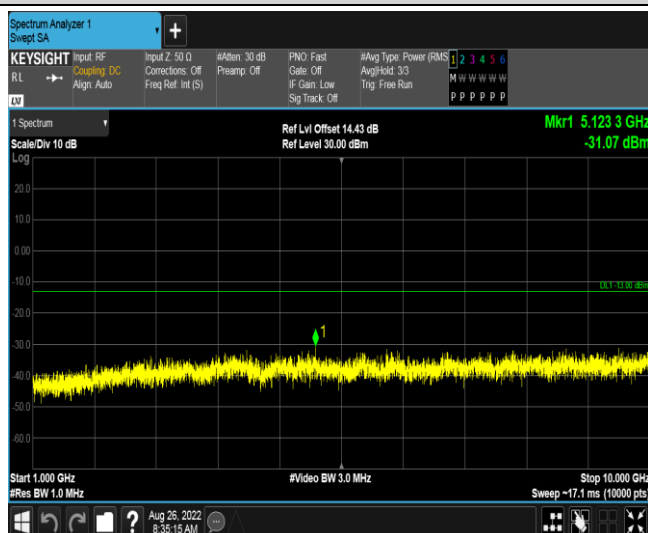 Spectrum Analyzer 1
Swept SA
+
KEYSIGHT
RL
LXI
Input: RF
Coupling: DC
Align: Auto
Input Z: 50 Ω
Corrections: Off
Freq Ref: Int (S)
#Atten: 30 dB
Preamp: Off
PNO: Fast
Gate: Off
IF Gain: Low
Sig Track: Off
#Avg Type: Power (RMS
Avg|Hold: 3/3
Trig: Free Run
1 2 3 4 5 6
M W W W W W
P P P P P P
1 Spectrum
Scale/Div 10 dB
Ref Lvl Offset 14.43 dB
Ref Level 30.00 dBm
Mkr1 5.123 3 GHz
-31.07 dBm
Log
20.0
10.0
0.00
-10.0
DL1 -13.00 dBm
-20.0
-30.0
1
-40.0
-50.0
-60.0
Start 1.000 GHz
#Video BW 3.0 MHz
Stop 10.000 GHz
#Res BW 1.0 MHz
Sweep ~17.1 ms (10000 pts)
?
Aug 26, 2022
8:35:15 AM